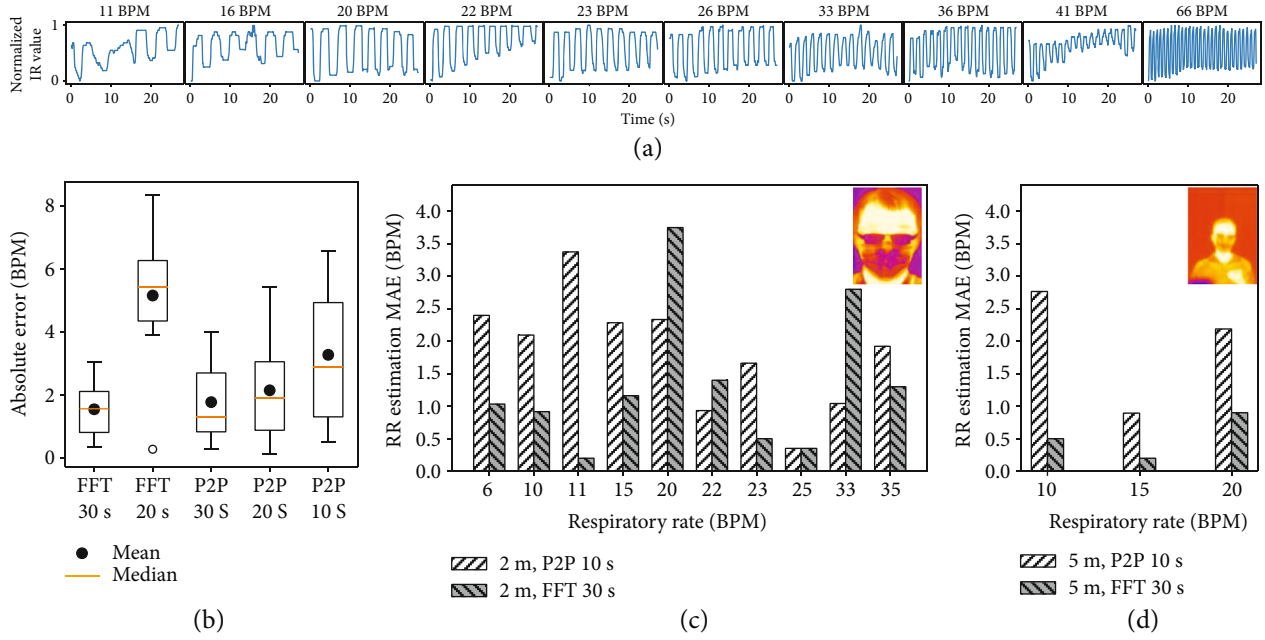 11 BPM 16 BPM 20 BPM 22 BPM 23 BPM 26 BPM 33 BPM 36 BPM 41 BPM 66 BPM
Normalized
IR value
1
0
0 10 20 0 10 20 0 10 20 0 10 20 0 10 20 0 10 20 0 10 20 0 10 20 0 10 20 0 10 20
Time (s)
(a)
Absolute error (BPM)
8
6
4
2
0
FFT FFT P2P P2P P2P
30 s 20 s 30 S 20 S 10 S
Mean
Median
(b)
RR estimation MAE (BPM)
4.0
3.5
3.0
2.5
2.0
1.5
1.0
0.5
0.0
6 10 11 15 20 22 23 25 33 35
Respiratory rate (BPM)
2 m, P2P 10 s
2 m, FFT 30 s
(c)
RR estimation MAE (BPM)
4.0
3.5
3.0
2.5
2.0
1.5
1.0
0.5
0.0
10 15 20
Respiratory rate (BPM)
5 m, P2P 10 s
5 m, FFT 30 s
(d)